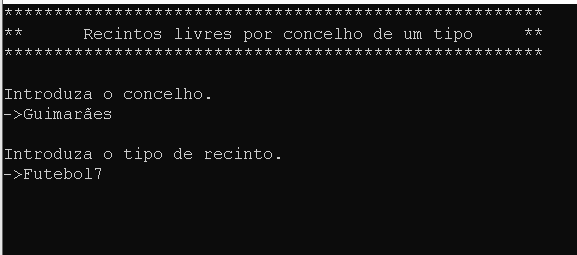 ******************************************************
**      Recintos livres por concelho de um tipo     **
******************************************************
Introduza o concelho.
->Guimarães
Introduza o tipo de recinto.
->Futebol7